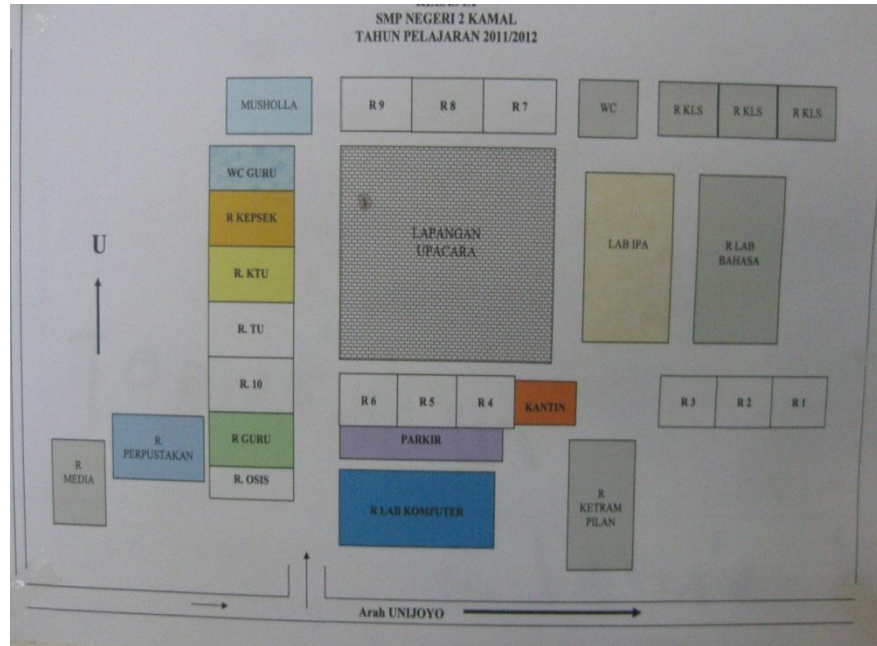 SMP NEGERI 2 KAMAL
TAHUN PELAJARAN 2011/2012
MUSHOLLA
R 9
R 8
R 7
WC
R KLS
R KLS
R KLS
WC GURU
R KEPSEK
R. KTU
R. TU
R. 10
R GURU
R. OSIS
U
LAPANGAN
UPACARA
LAB IPA
R LAB
BAHASA
R 6
R 5
R 4
KANTIN
R 3
R 2
R 1
PARKIR
R
PERPUSTAKAN
R
MEDIA
R LAB KOMPUTER
R
KETRAM
PILAN
Arah UNIJOYO